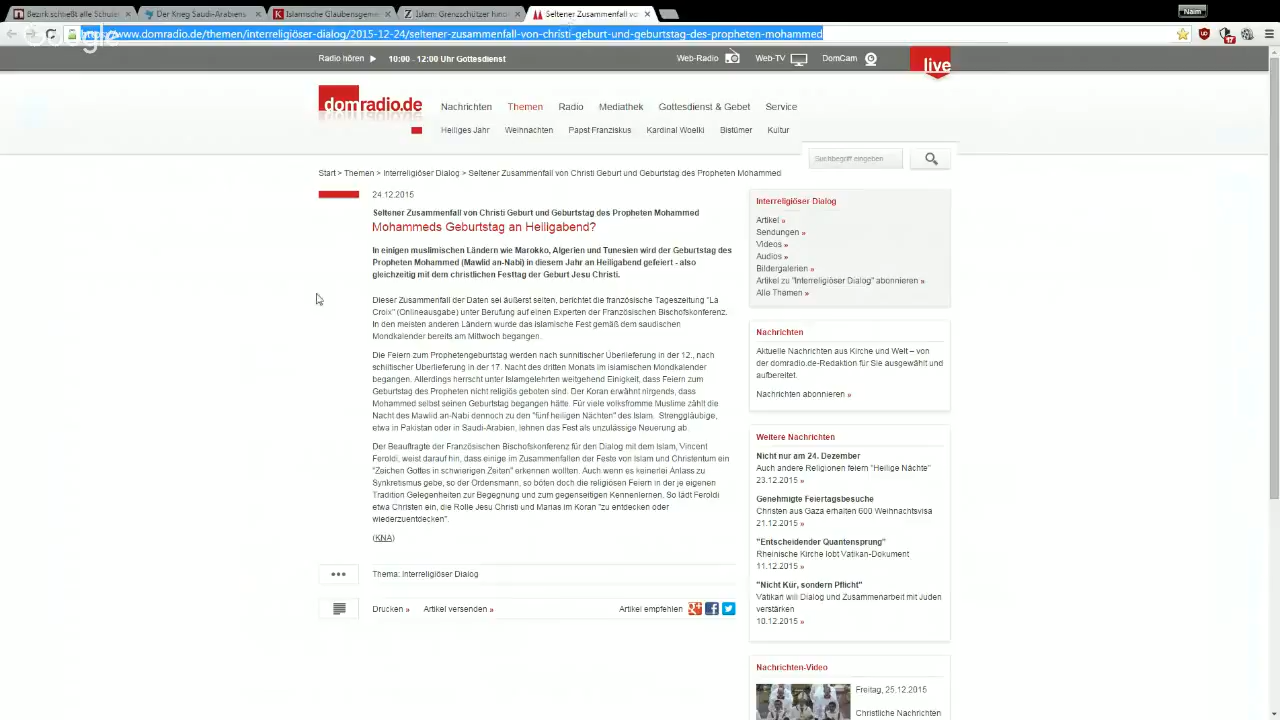 Bezirk schließt alle Schulen
Der Krieg Saudi-Arabiens
Islamische Glaubensgemei
Islam: Grenzschützer hind
Seltener Zusammenfall vo
Naim
https://www.domradio.de/themen/interreligiöser-dialog/2015-12-24/seltener-zusammenfall-von-christi-geburt-und-geburtstag-des-propheten-mohammed
Google
17
Radio hören 10:00 - 12:00 Uhr Gottesdienst
Web-Radio Web-TV DomCam live
domradio.de
Nachrichten Themen Radio Mediathek Gottesdienst & Gebet Service
Heiliges Jahr Weihnachten Papst Franziskus Kardinal Woelki Bistümer Kultur
Suchbegriff eingeben
Start > Themen > Interreligiöser Dialog > Seltener Zusammenfall von Christi Geburt und Geburtstag des Propheten Mohammed
24.12.2015
Seltener Zusammenfall von Christi Geburt und Geburtstag des Propheten Mohammed
Mohammeds Geburtstag an Heiligabend?
In einigen muslimischen Ländern wie Marokko, Algerien und Tunesien wird der Geburtstag des
Propheten Mohammed (Mawlid an-Nabi) in diesem Jahr an Heiligabend gefeiert - also
gleichzeitig mit dem christlichen Festtag der Geburt Jesu Christi.
Dieser Zusammenfall der Daten sei äußerst selten, berichtet die französische Tageszeitung "La
Croix" (Onlineausgabe) unter Berufung auf einen Experten der Französischen Bischofskonferenz.
In den meisten anderen Ländern wurde das islamische Fest gemäß dem saudischen
Mondkalender bereits am Mittwoch begangen.
Die Feiern zum Prophetengeburtstag werden nach sunnitischer Überlieferung in der 12., nach
schiitischer Überlieferung in der 17. Nacht des dritten Monats im islamischen Mondkalender
begangen. Allerdings herrscht unter Islamgelehrten weitgehend Einigkeit, dass Feiern zum
Geburtstag des Propheten nicht religiös geboten sind. Der Koran erwähnt nirgends, dass
Mohammed selbst seinen Geburtstag begangen hätte. Für viele volksfromme Muslime zählt die
Nacht des Mawlid an-Nabi dennoch zu den "fünf heiligen Nächten" des Islam. Strenggläubige,
etwa in Pakistan oder in Saudi-Arabien, lehnen das Fest als unzulässige Neuerung ab.
Der Beauftragte der Französischen Bischofskonferenz für den Dialog mit dem Islam, Vincent
Feroldi, weist darauf hin, dass einige im Zusammenfallen der Feste von Islam und Christentum ein
"Zeichen Gottes in schwierigen Zeiten" erkennen wollten. Auch wenn es keinerlei Anlass zu
Synkretismus gebe, so der Ordensmann, so böten doch die religiösen Feiern in der je eigenen
Tradition Gelegenheiten zur Begegnung und zum gegenseitigen Kennenlernen. So lädt Feroldi
etwa Christen ein, die Rolle Jesu Christi und Marias im Koran "zu entdecken oder
wiederzuentdecken".
(KNA)
Thema: Interreligiöser Dialog
Drucken » Artikel versenden » Artikel empfehlen
Interreligiöser Dialog
Artikel »
Sendungen »
Videos »
Audios »
Bildergalerien »
Artikel zu "Interreligiöser Dialog" abonnieren »
Alle Themen »
Nachrichten
Aktuelle Nachrichten aus Kirche und Welt – von
der domradio.de-Redaktion für Sie ausgewählt und
aufbereitet.
Nachrichten abonnieren »
Weitere Nachrichten
Nicht nur am 24. Dezember
Auch andere Religionen feiern "Heilige Nächte"
23.12.2015 »
Genehmigte Feiertagsbesuche
Christen aus Gaza erhalten 600 Weihnachtsvisa
21.12.2015 »
"Entscheidender Quantensprung"
Rheinische Kirche lobt Vatikan-Dokument
11.12.2015 »
"Nicht Kür, sondern Pflicht"
Vatikan will Dialog und Zusammenarbeit mit Juden
verstärken
10.12.2015 »
Nachrichten-Video
Freitag, 25.12.2015
Christliche Nachrichten